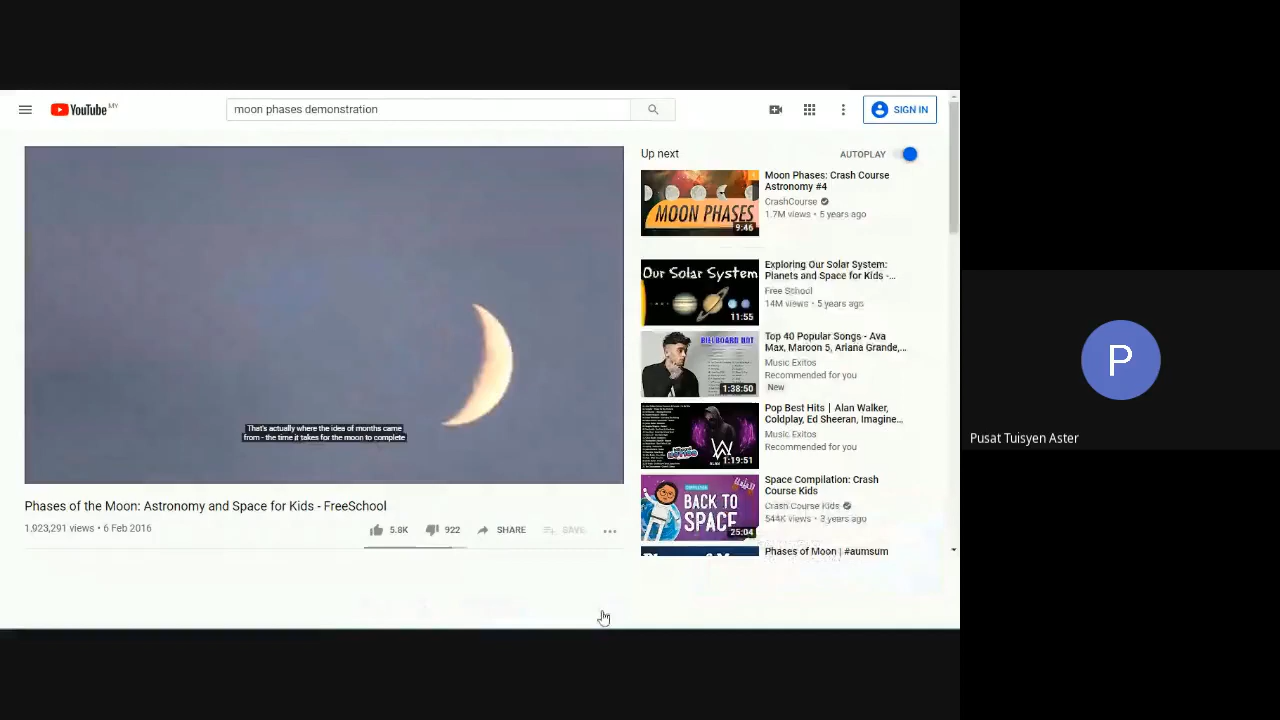 YouTube MY
moon phases demonstration
SIGN IN
That's actually where the idea of months came
from - the time it takes for the moon to complete
Phases of the Moon: Astronomy and Space for Kids - FreeSchool
1,923,291 views • 6 Feb 2016
5.8K
922
SHARE
SAVE
Up next
AUTOPLAY
MOON PHASES
9:46
Moon Phases: Crash Course
Astronomy #4
CrashCourse
1.7M views • 5 years ago
Our Solar System
11:55
Exploring Our Solar System:
Planets and Space for Kids -...
Free School
14M views • 5 years ago
1:38:50
Top 40 Popular Songs - Ava
Max, Maroon 5, Ariana Grande,...
Music Exitos
Recommended for you
New
1:19:51
Pop Best Hits | Alan Walker,
Coldplay, Ed Sheeran, Imagine...
Music Exitos
Recommended for you
BACK TO
SPACE
25:04
Space Compilation: Crash
Course Kids
Crash Course Kids
544K views • 3 years ago
Phases of Moon | #aumsum
P
Pusat Tuisyen Aster